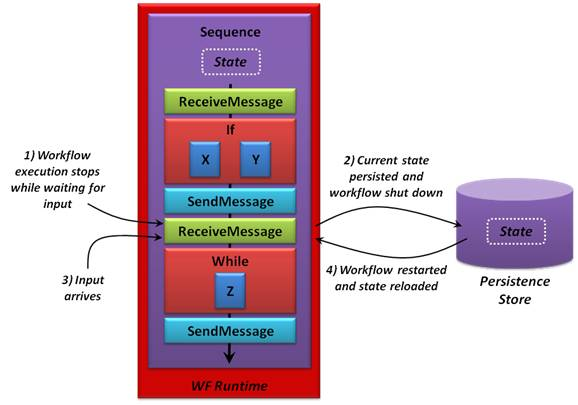 Sequence
State
ReceiveMessage
If
X
Y
SendMessage
ReceiveMessage
While
Z
SendMessage
WF Runtime
1) Workflow
execution stops
while waiting for
input
3) Input
arrives
2) Current state
persisted and
workflow shut down
4) Workflow restarted
and state reloaded
State
Persistence
Store